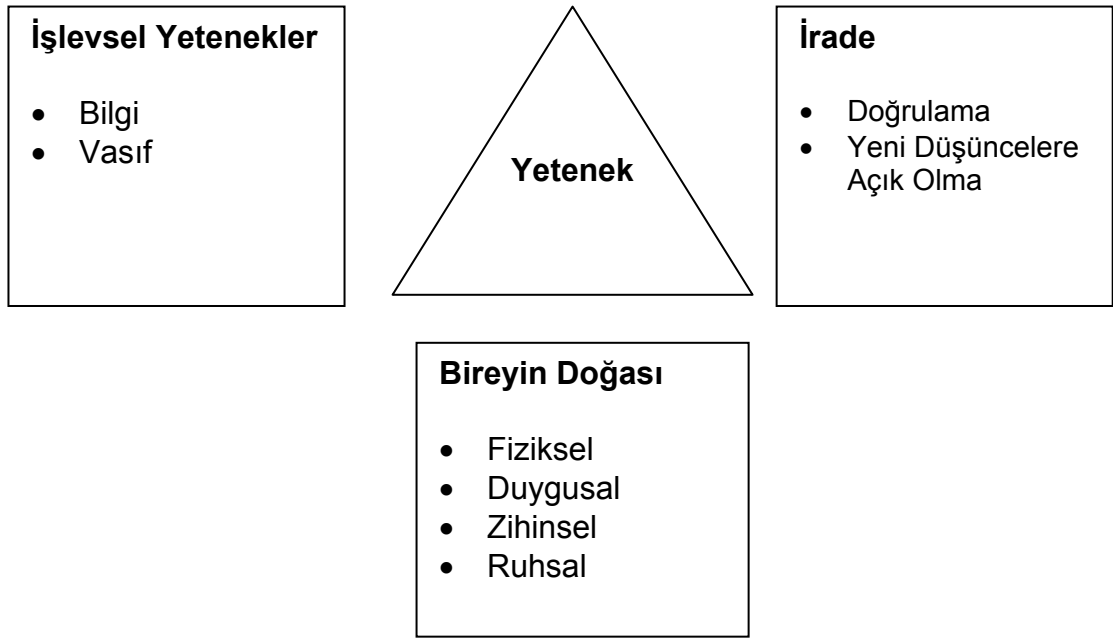 İşlevsel Yetenekler
• Bilgi
• Vasıf
Yetenek
İrade
• Doğrulama
• Yeni Düşüncelere
Açık Olma
Bireyin Doğası
• Fiziksel
• Duygusal
• Zihinsel
• Ruhsal